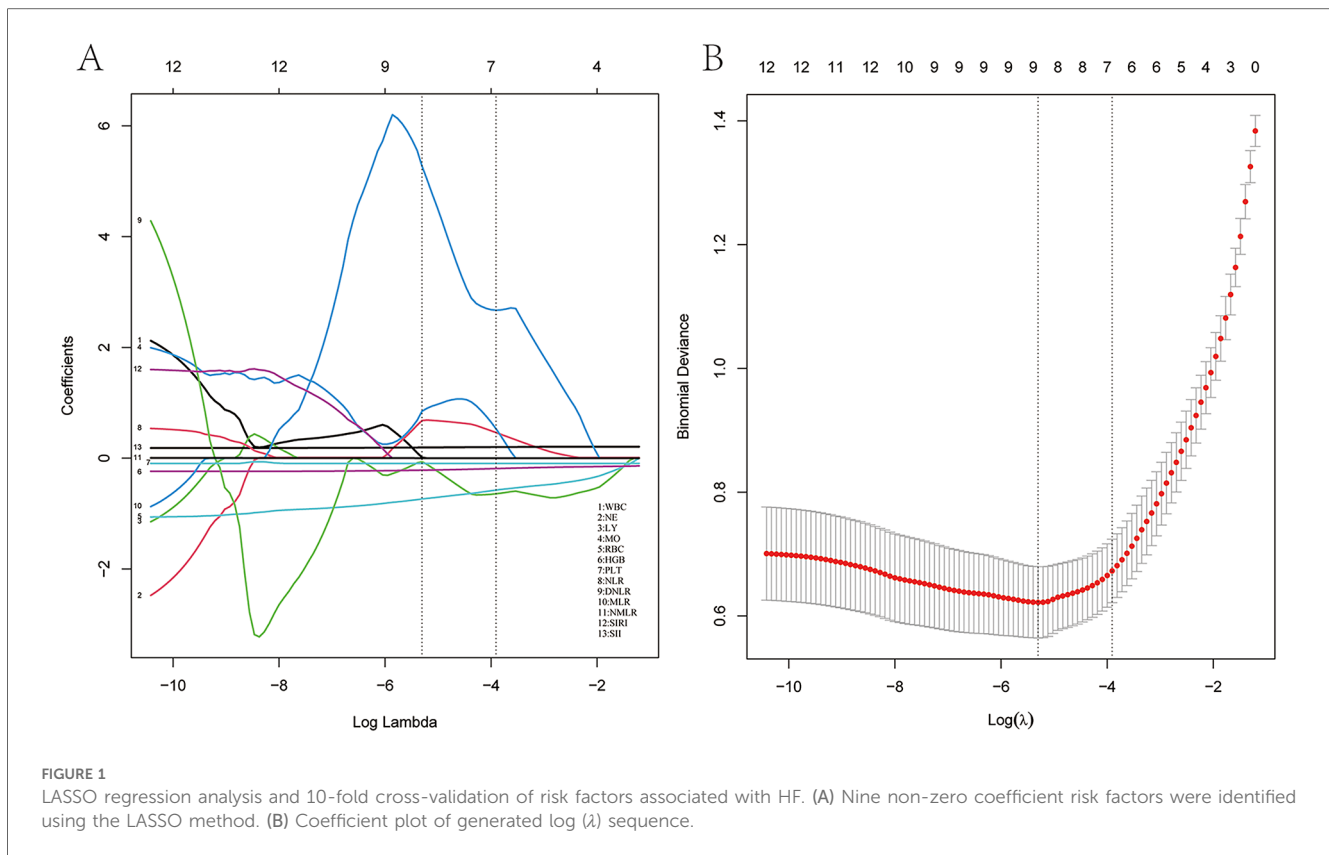 A
12 12 9 7 4
6
4
2
0
−2
Coefficients
9
1
4
12
8
13
11
7
6
10
5
3
2
1:WBC
2:NE
3:LY
4:MO
5:RBC
6:HGB
7:PLT
8:NLR
9:DNLR
10:MLR
11:NMLR
12:SIRI
13:SII
−10 −8 −6 −4 −2
Log Lambda
B
12 12 11 12 10 9 9 9 9 9 9 8 8 7 6 6 5 4 3 0
1.4
1.2
1.0
0.8
0.6
Binomial Deviance
−10 −8 −6 −4 −2
Log(λ)
FIGURE 1
LASSO regression analysis and 10-fold cross-validation of risk factors associated with HF. (A) Nine non-zero coefficient risk factors were identified
using the LASSO method. (B) Coefficient plot of generated log (λ) sequence.